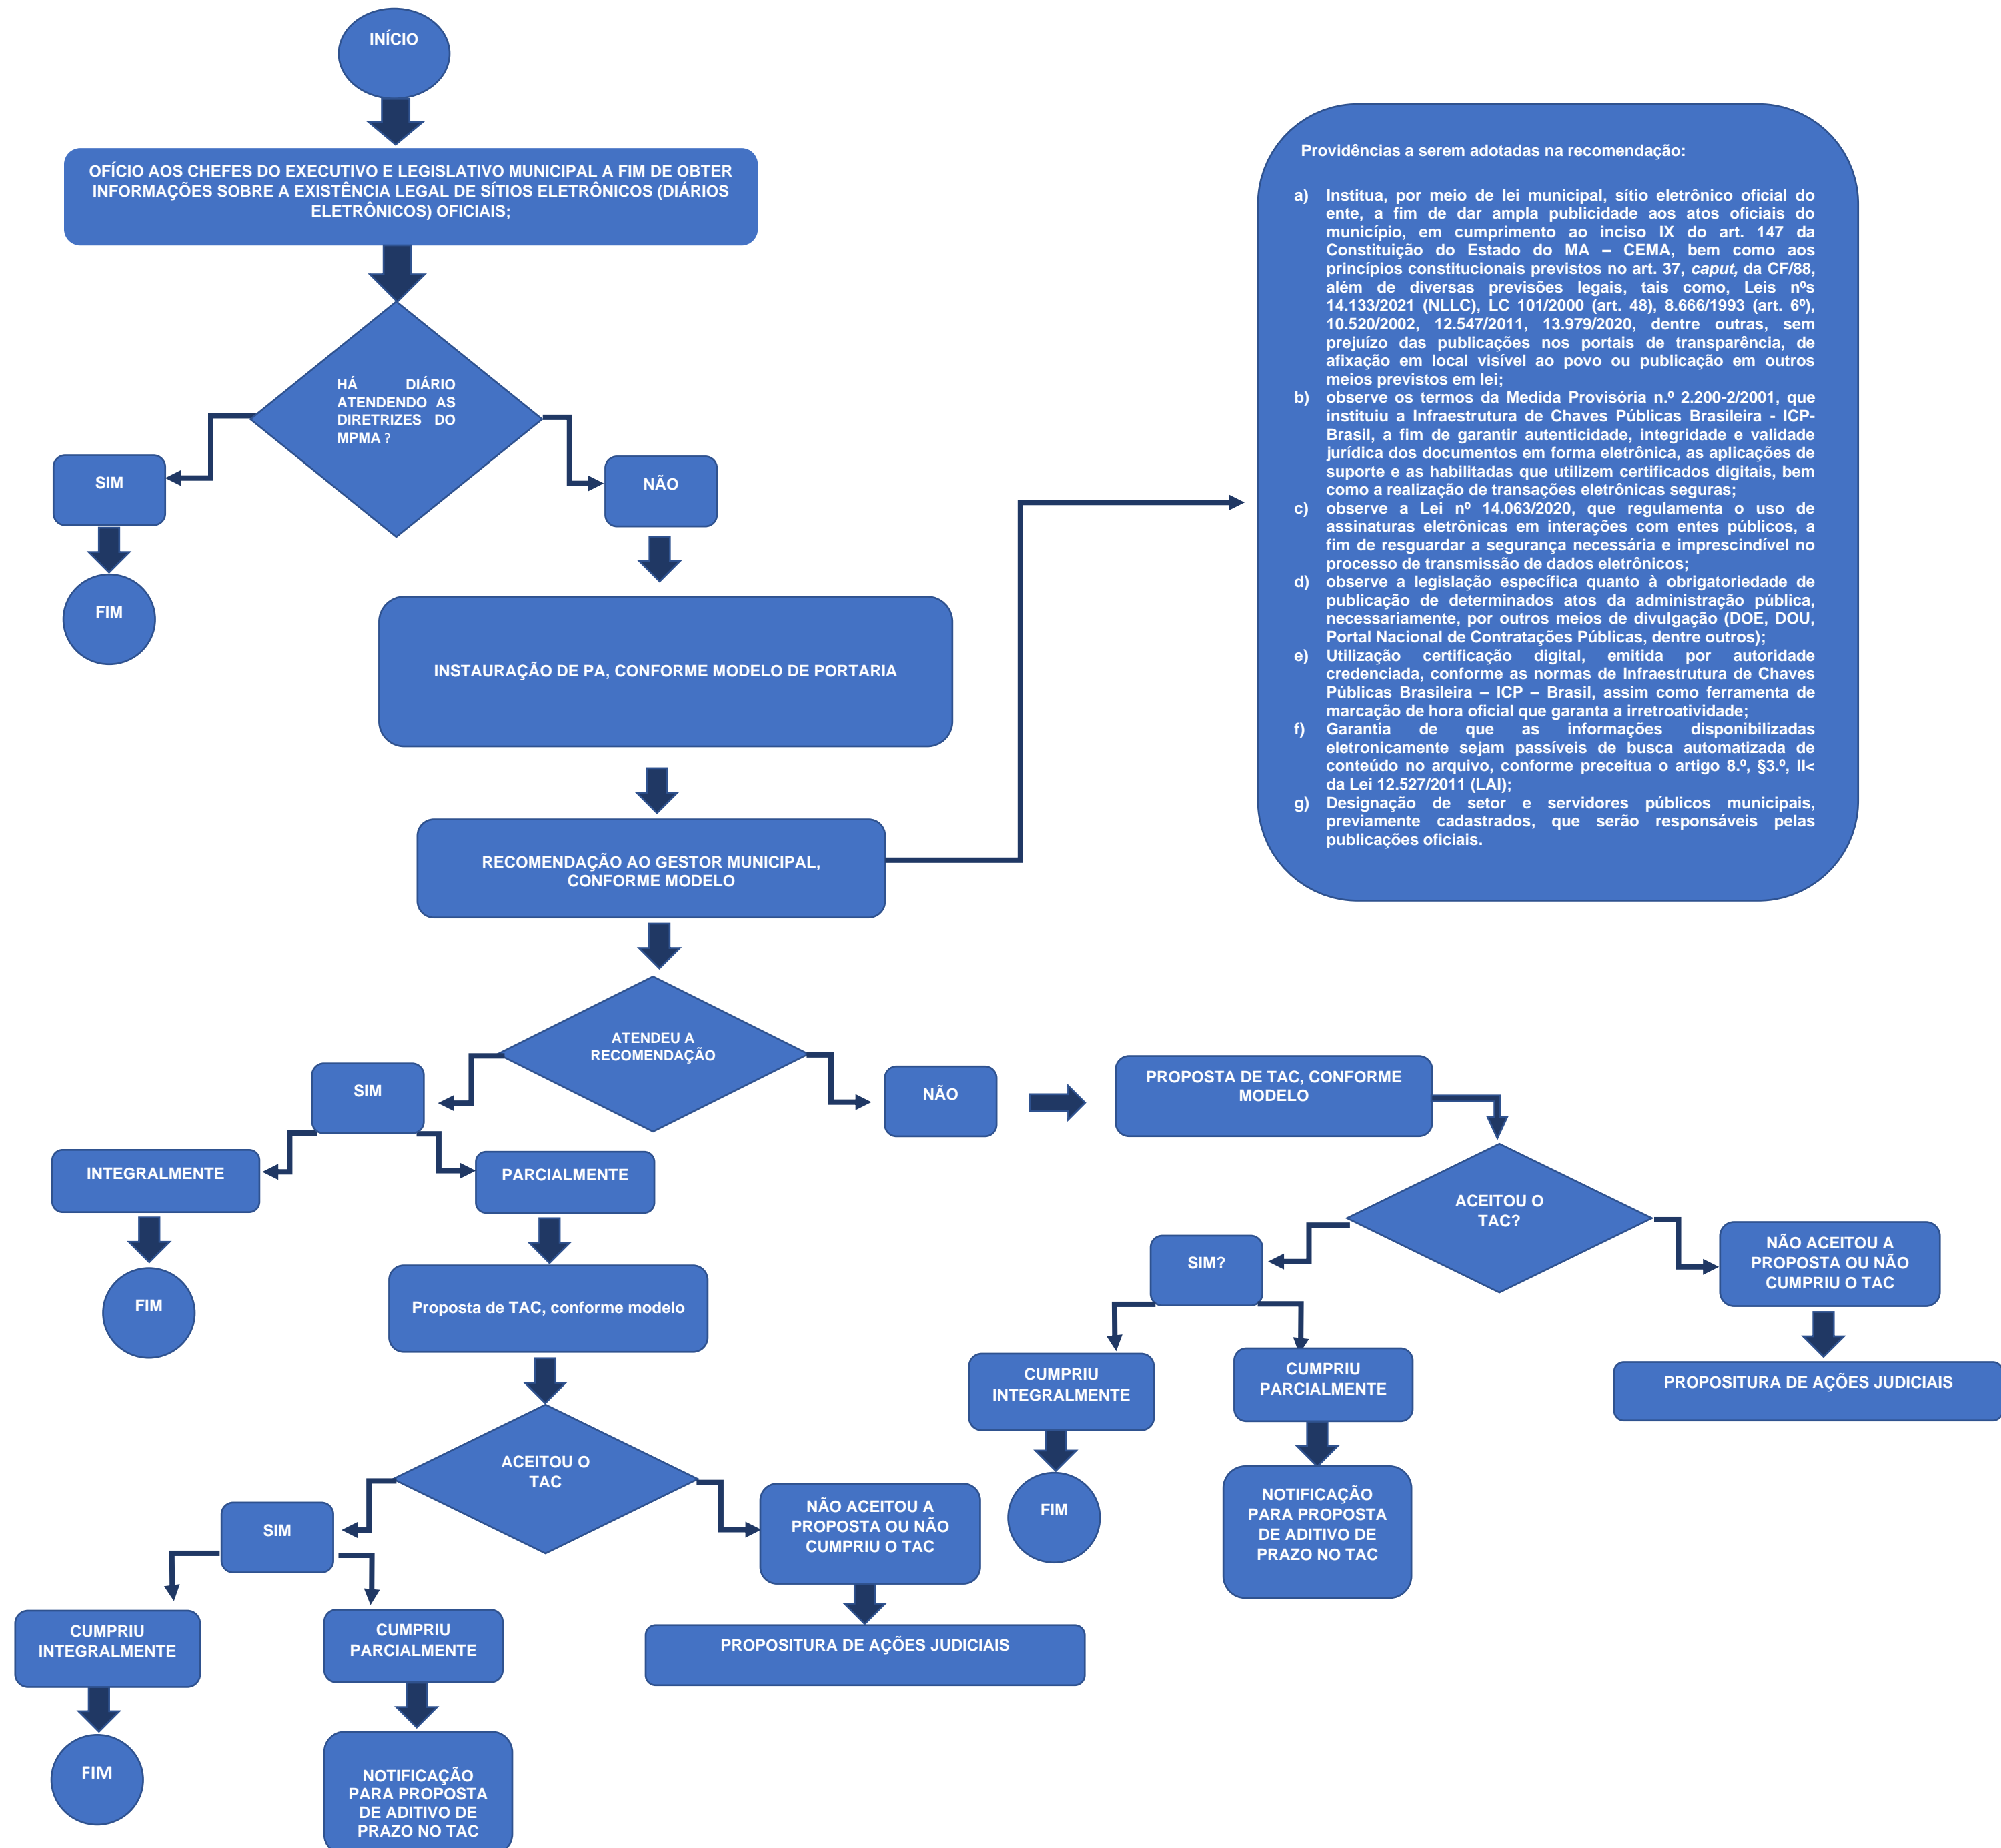 INÍCIO
OFÍCIO AOS CHEFES DO EXECUTIVO E LEGISLATIVO MUNICIPAL A FIM DE OBTER
INFORMAÇÕES SOBRE A EXISTÊNCIA LEGAL DE SÍTIOS ELETRÔNICOS (DIÁRIOS
ELETRÔNICOS) OFICIAIS;
HÁ DIÁRIO
ATENDENDO AS
DIRETRIZES DO
MPMA ?
SIM
FIM
NÃO
INSTAURAÇÃO DE PA, CONFORME MODELO DE PORTARIA
RECOMENDAÇÃO AO GESTOR MUNICIPAL,
CONFORME MODELO
Providências a serem adotadas na recomendação:
a) Institua, por meio de lei municipal, sítio eletrônico oficial do
ente, a fim de dar ampla publicidade aos atos oficiais do
município, em cumprimento ao inciso IX do art. 147 da
Constituição do Estado do MA – CEMA, bem como aos
princípios constitucionais previstos no art. 37, caput, da CF/88,
além de diversas previsões legais, tais como, Leis nºs
14.133/2021 (NLLC), LC 101/2000 (art. 48), 8.666/1993 (art. 6º),
10.520/2002, 12.547/2011, 13.979/2020, dentre outras, sem
prejuízo das publicações nos portais de transparência, de
afixação em local visível ao povo ou publicação em outros
meios previstos em lei;
b) observe os termos da Medida Provisória n.º 2.200-2/2001, que
instituiu a Infraestrutura de Chaves Públicas Brasileira - ICP-
Brasil, a fim de garantir autenticidade, integridade e validade
jurídica dos documentos em forma eletrônica, as aplicações de
suporte e as habilitadas que utilizem certificados digitais, bem
como a realização de transações eletrônicas seguras;
c) observe a Lei nº 14.063/2020, que regulamenta o uso de
assinaturas eletrônicas em interações com entes públicos, a
fim de resguardar a segurança necessária e imprescindível no
processo de transmissão de dados eletrônicos;
d) observe a legislação específica quanto à obrigatoriedade de
publicação de determinados atos da administração pública,
necessariamente, por outros meios de divulgação (DOE, DOU,
Portal Nacional de Contratações Públicas, dentre outros);
e) Utilização certificação digital, emitida por autoridade
credenciada, conforme as normas de Infraestrutura de Chaves
Públicas Brasileira – ICP – Brasil, assim como ferramenta de
marcação de hora oficial que garanta a irretroatividade;
f) Garantia de que as informações disponibilizadas
eletronicamente sejam passíveis de busca automatizada de
conteúdo no arquivo, conforme preceitua o artigo 8.º, §3.º, II<
da Lei 12.527/2011 (LAI);
g) Designação de setor e servidores públicos municipais,
previamente cadastrados, que serão responsáveis pelas
publicações oficiais.
ATENDEU A
RECOMENDAÇÃO
SIM
INTEGRALMENTE
FIM
PARCIALMENTE
Proposta de TAC, conforme modelo
ACEITOU O
TAC
SIM
CUMPRIU
INTEGRALMENTE
FIM
CUMPRIU
PARCIALMENTE
NOTIFICAÇÃO
PARA PROPOSTA
DE ADITIVO DE
PRAZO NO TAC
NÃO ACEITOU A
PROPOSTA OU NÃO
CUMPRIU O TAC
PROPOSITURA DE AÇÕES JUDICIAIS
NÃO
PROPOSTA DE TAC, CONFORME
MODELO
ACEITOU O
TAC?
SIM?
CUMPRIU
INTEGRALMENTE
FIM
CUMPRIU
PARCIALMENTE
NOTIFICAÇÃO
PARA PROPOSTA
DE ADITIVO DE
PRAZO NO TAC
NÃO ACEITOU A
PROPOSTA OU NÃO
CUMPRIU O TAC
PROPOSITURA DE AÇÕES JUDICIAIS